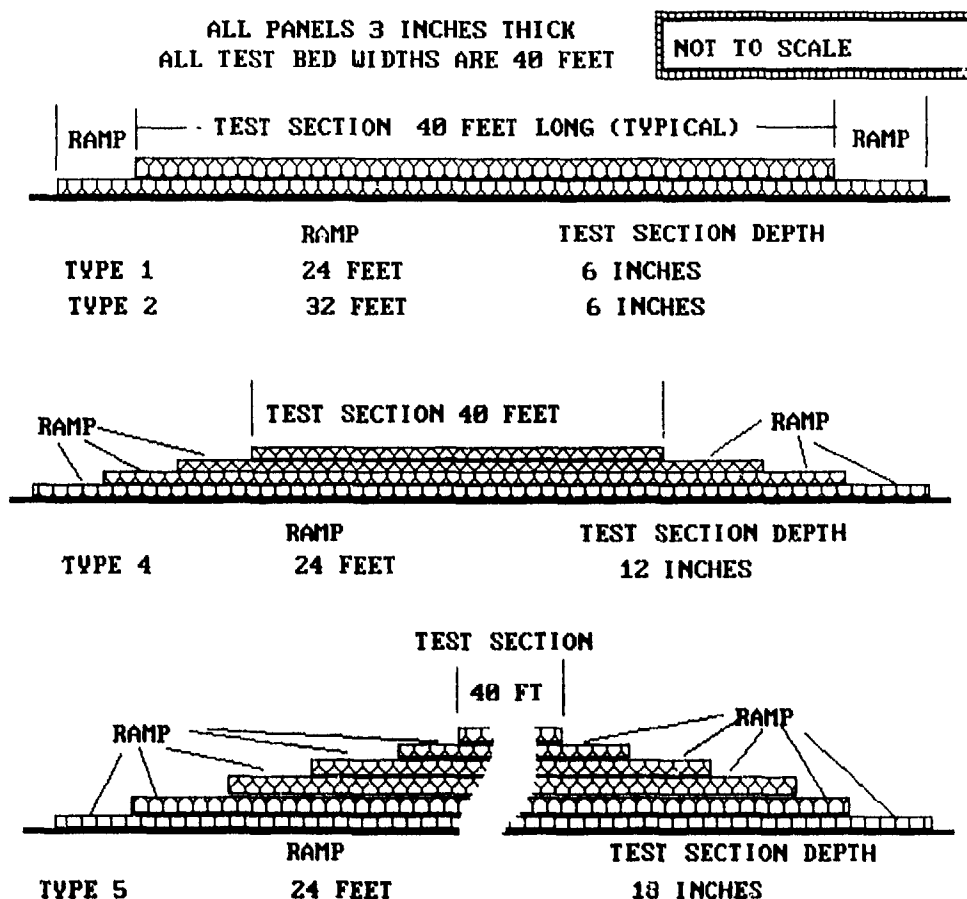 ALL PANELS 3 INCHES THICK
ALL TEST BED WIDTHS ARE 40 FEET
NOT TO SCALE
RAMP TEST SECTION 40 FEET LONG (TYPICAL) RAMP
RAMP TEST SECTION DEPTH
TYPE 1 24 FEET 6 INCHES
TYPE 2 32 FEET 6 INCHES
TEST SECTION 40 FEET
RAMP RAMP
RAMP TEST SECTION DEPTH
TYPE 4 24 FEET 12 INCHES
TEST SECTION
40 FT
RAMP RAMP
RAMP TEST SECTION DEPTH
TYPE 5 24 FEET 18 INCHES